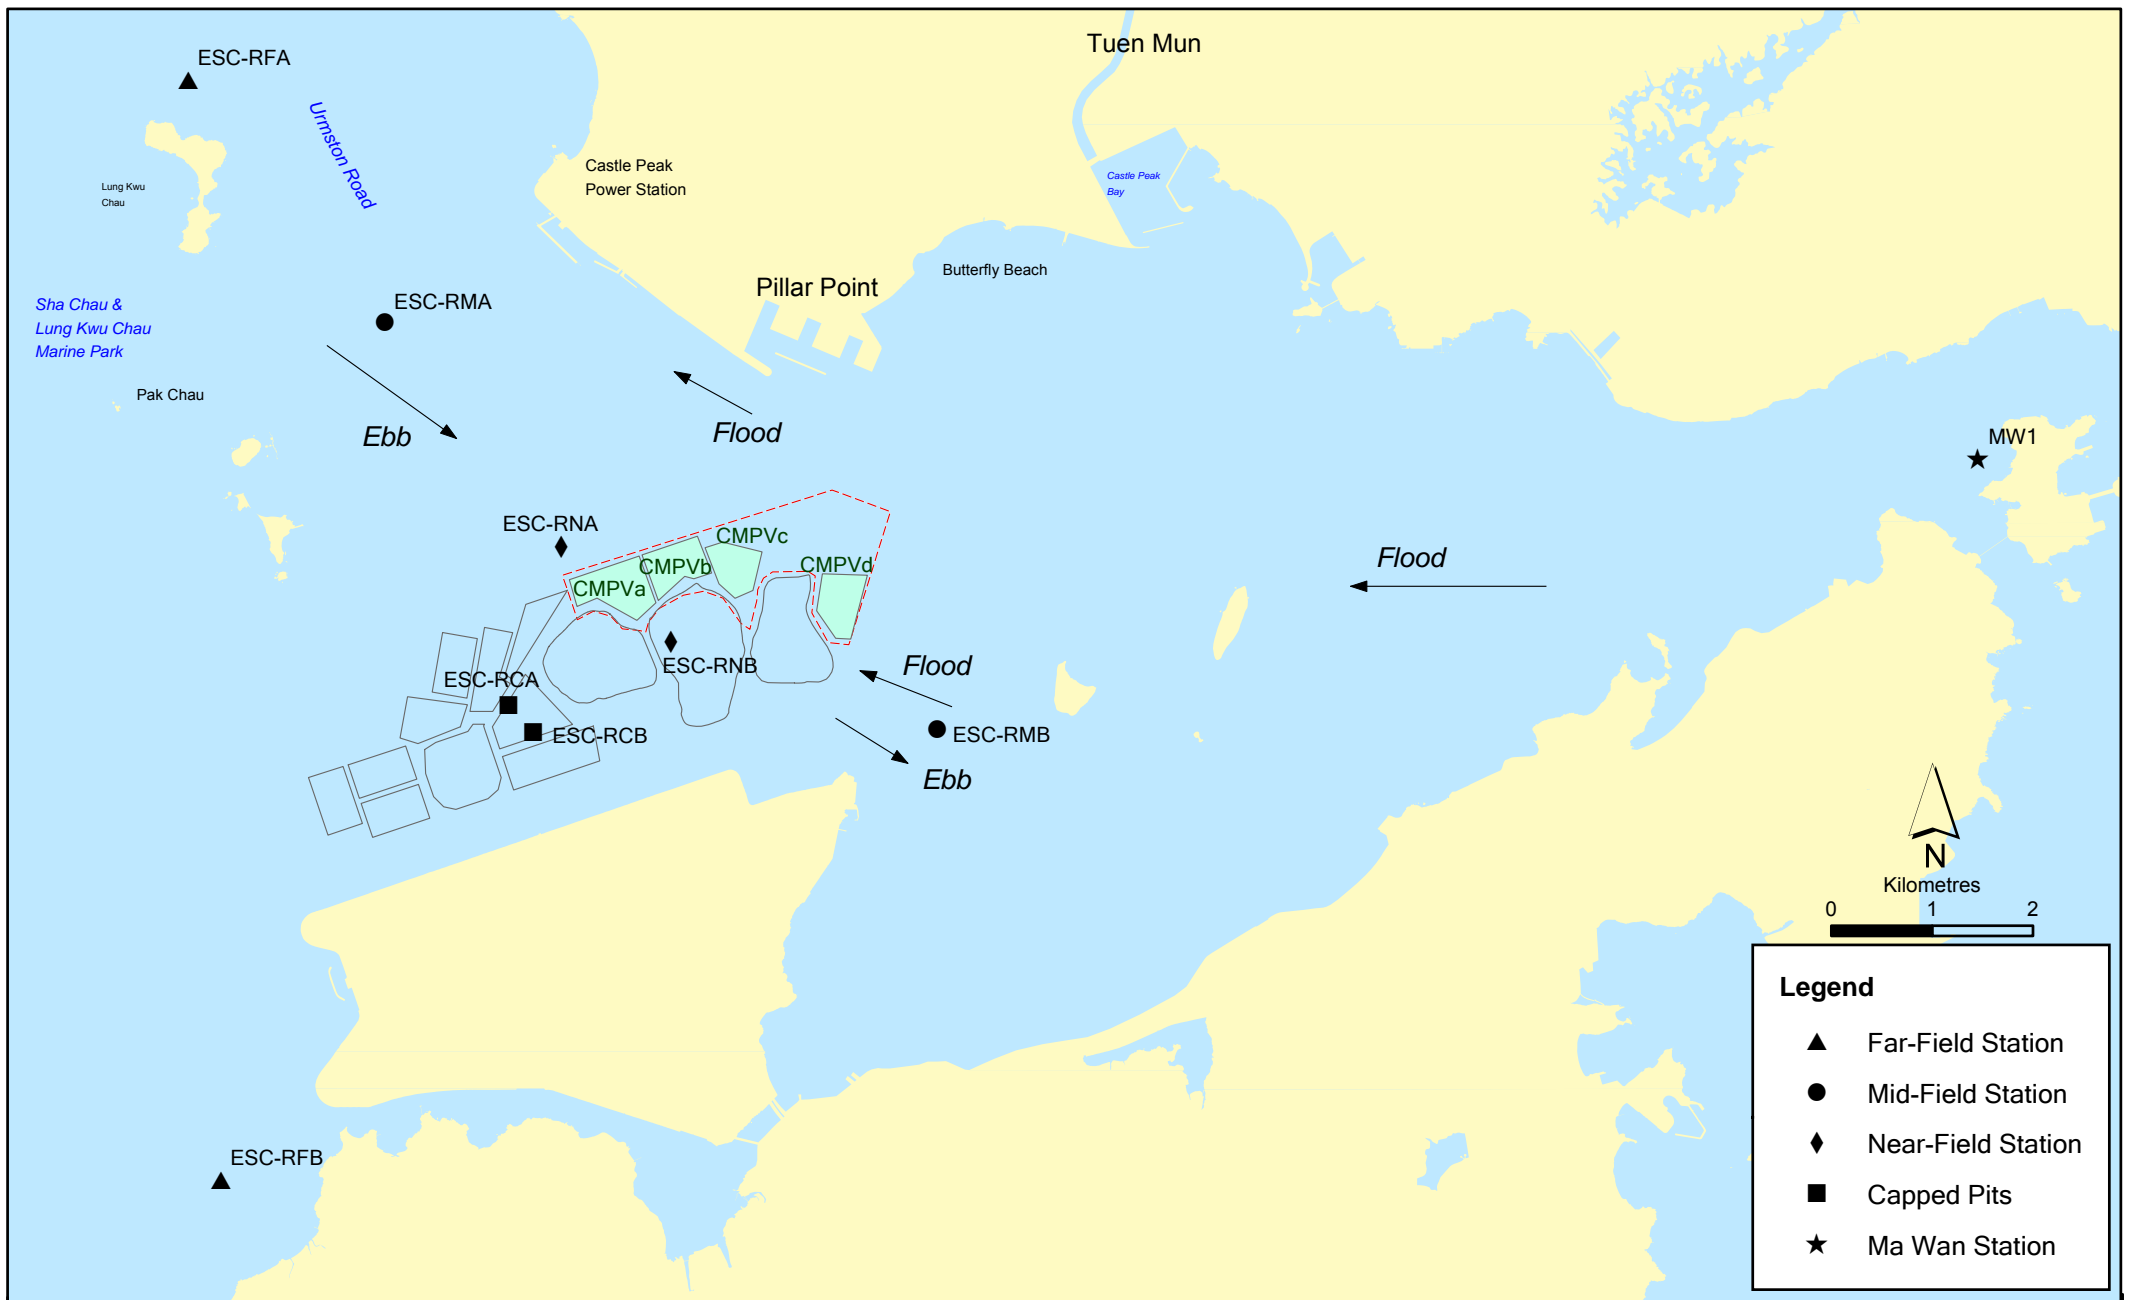 Tuen Mun
ESC-RFA
Urmston Road
Castle Peak
Power Station
Castle Peak
Bay
Lung Kwu
Chau
Butterfly Beach
Pillar Point
Sha Chau &
Lung Kwu Chau
Marine Park
ESC-RMA
Pak Chau
Ebb
Flood
MW1
ESC-RNA
CMPVc
CMPVb
CMPVd
CMPVa
Flood
ESC-RNB
Flood
ESC-RCA
ESC-RCB
ESC-RMB
Ebb
N
Kilometres
0 1 2
Legend
Far-Field Station
Mid-Field Station
Near-Field Station
Capped Pits
Ma Wan Station
ESC-RFB